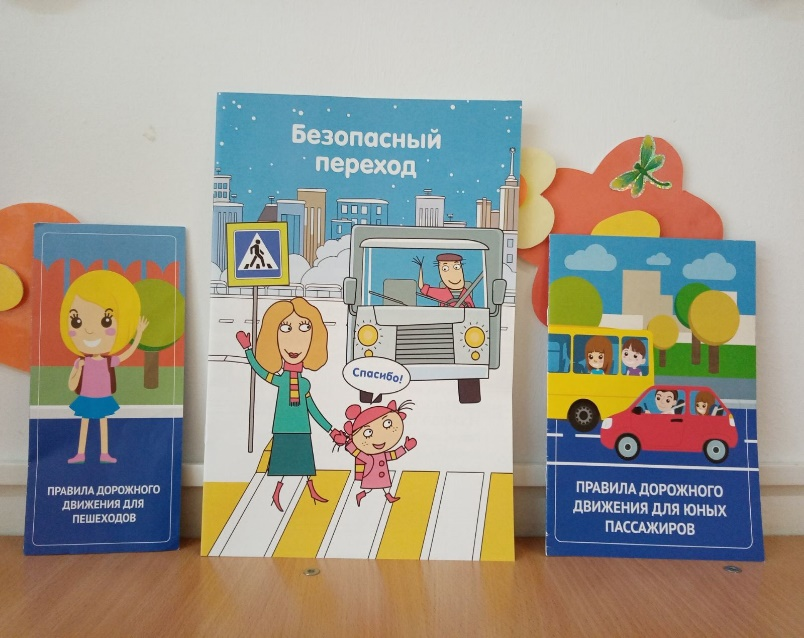 Безопасный
переход
Спасибо!
ПРАВИЛА ДОРОЖНОГО
ДВИЖЕНИЯ ДЛЯ
ПЕШЕХОДОВ
ПРАВИЛА ДОРОЖНОГО
ДВИЖЕНИЯ ДЛЯ ЮНЫХ
ПАССАЖИРОВ